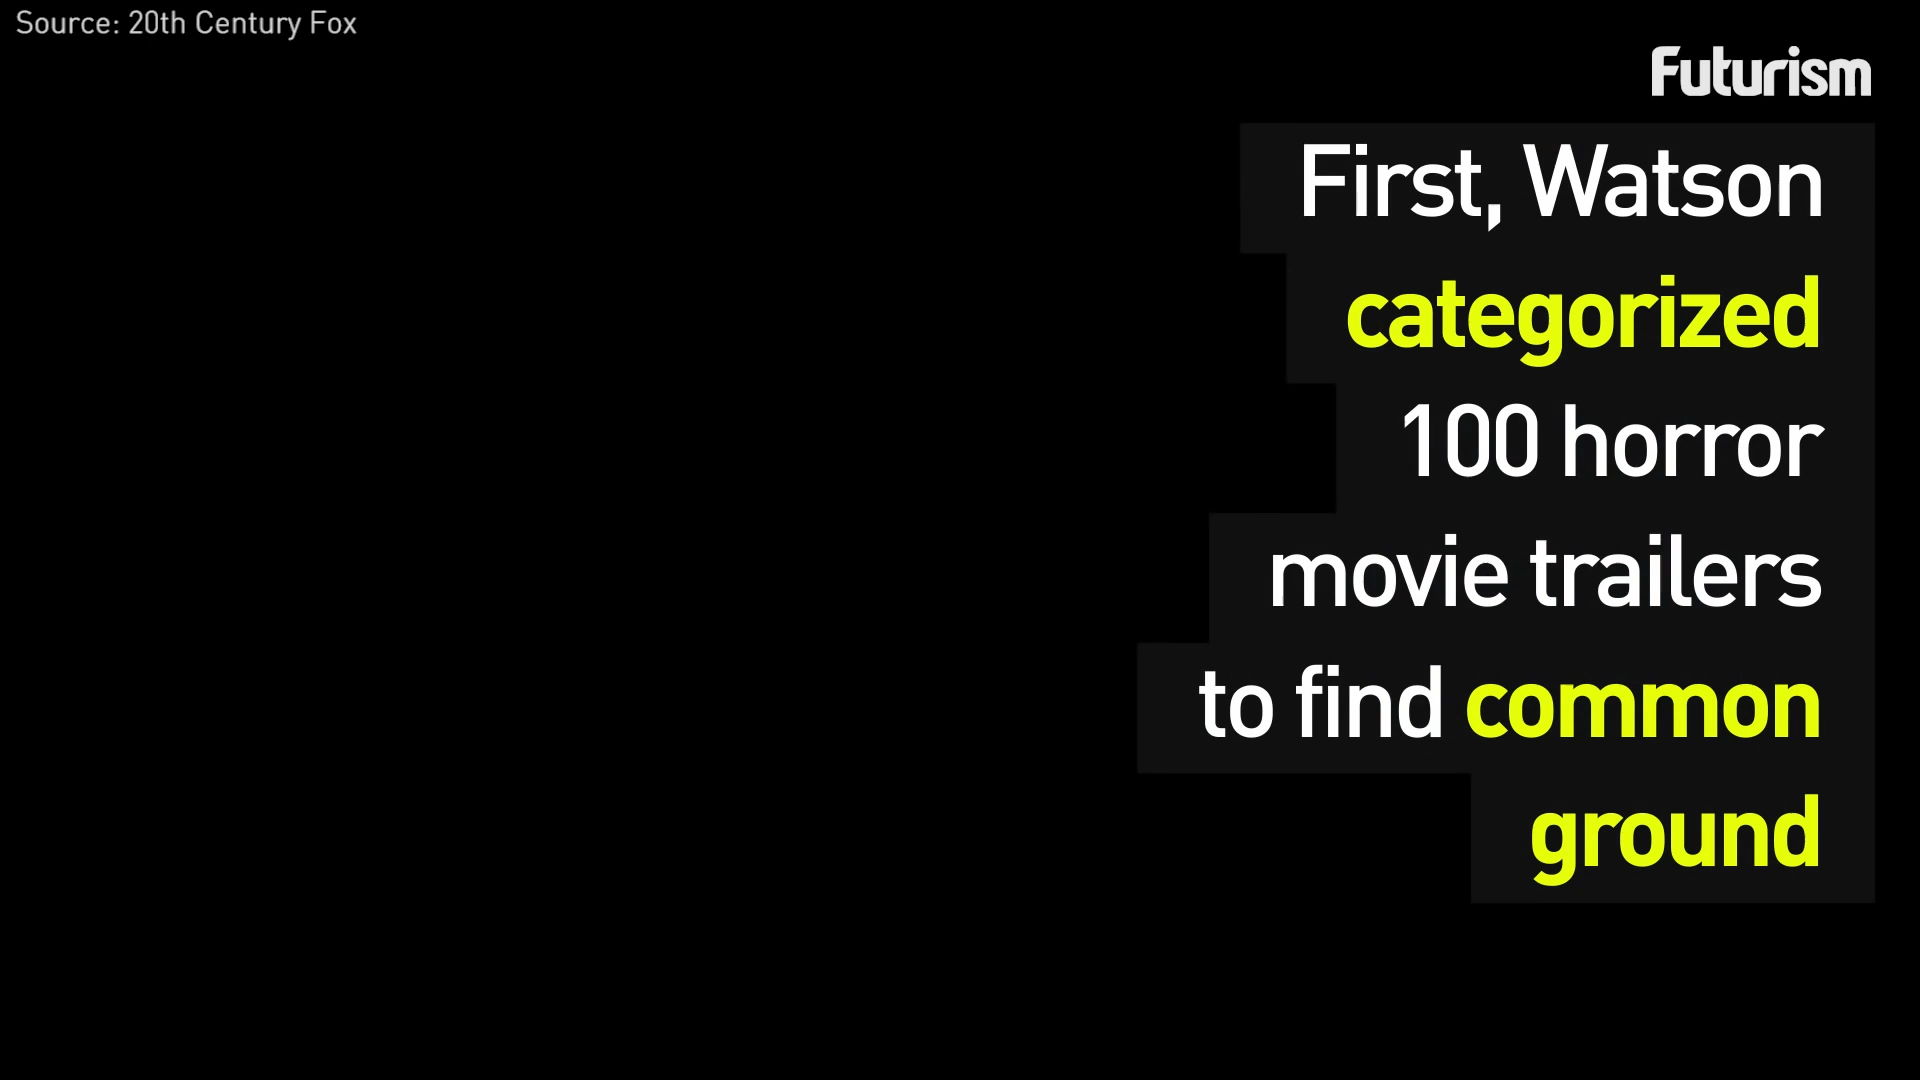 Source: 20th Century Fox
Futurism
First, Watson
categorized
100 horror
movie trailers
to find common
ground